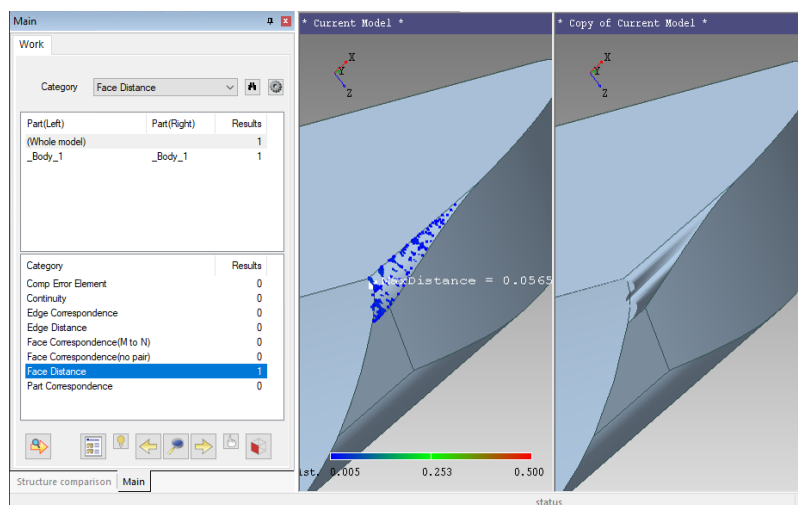 Main
Work
Category Face Distance
Part(Left) Part(Right) Results
(Whole model) 1
_Body_1 _Body_1 1
Category Results
Comp Error Element 0
Continuity 0
Edge Correspondence 0
Edge Distance 0
Face Correspondence(M to N) 0
Face Correspondence(no pair) 0
Face Distance 1
Part Correspondence 0
Structure comparison Main
* Current Model *
X
Y
Z
Distance = 0.0565
ist. 0.005 0.253 0.500
* Copy of Current Model *
X
Y
Z
status